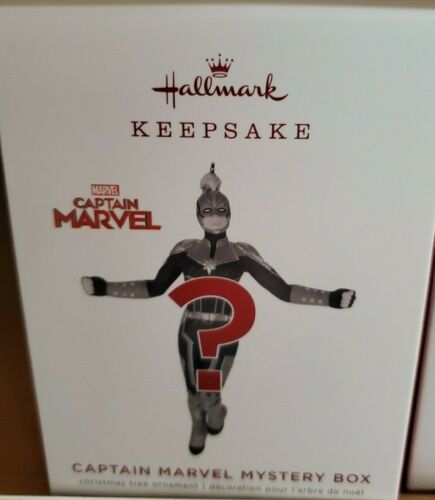 Hallmark
KEEPSAKE
MARVEL
CAPTAIN
MARVEL
?
CAPTAIN MARVEL MYSTERY BOX
christmas tree ornament | décoration pour l'arbre de noël